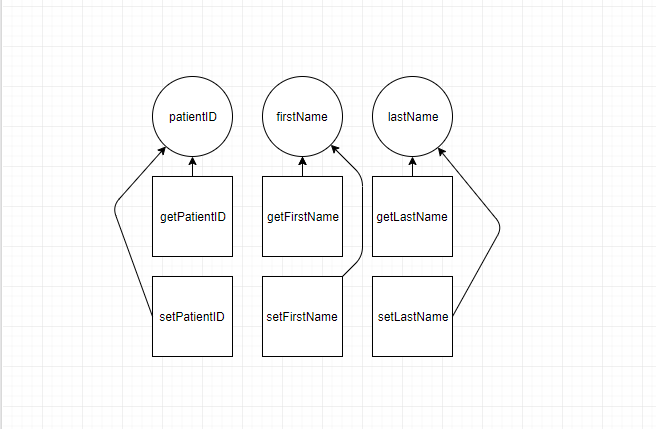 patientID
firstName
lastName
getPatientID
getFirstName
getLastName
setPatientID
setFirstName
setLastName